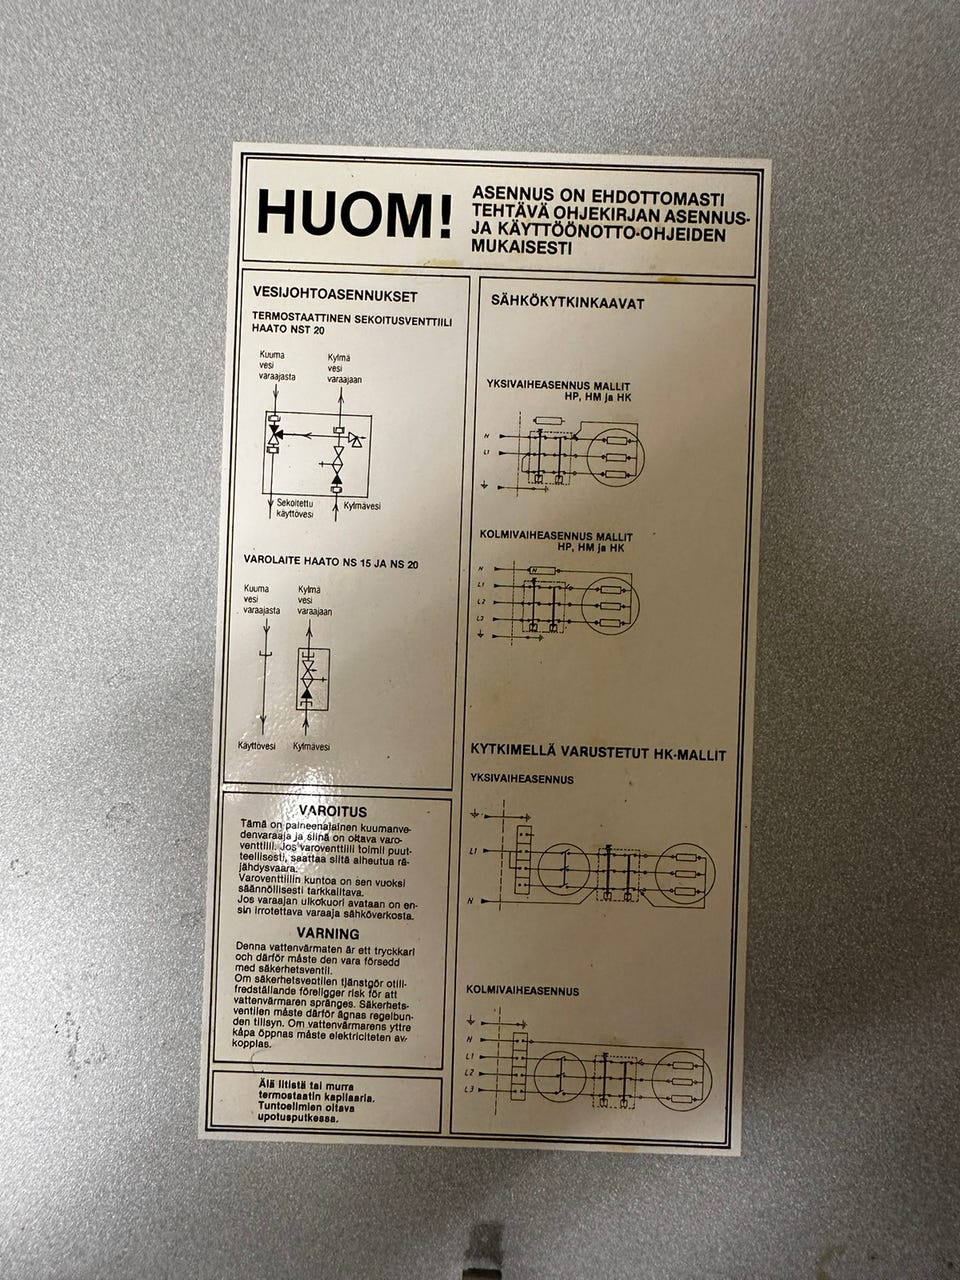 HUOM!
ASENNUS ON EHDOTTOMASTI
TEHTÄVÄ OHJEKIRJAN ASENNUS-
JA KÄYTTÖÖNOTTO-OHJEIDEN
MUKAISESTI
VESIJOHTOASENNUKSET
TERMOSTAATTINEN SEKOITUSVENTTIILI
HAATO NST 20
Kuuma
vesi
varaajasta
Kylmä
vesi
varaajaan
Sekoitettu
käyttövesi
Kylmävesi
VAROLAITE HAATO NS 15 JA NS 20
Kuuma
vesi
varaajasta
Kylmä
vesi
varaajaan
Käyttövesi
Kylmävesi
VAROITUS
Tämä on paineenalainen kuumanve-
denvaraaja ja siinä on oltava varo-
venttiili. Jos varoventtiili toimii puut-
teellisesti, saattaa siitä aiheutua rä-
jähdysvaara.
Varoventtiilin kuntoa on sen vuoksi
säännöllisesti tarkkailtava.
Jos varaajan ulkokuori avataan on en-
sin irrotettava varaaja sähköverkosta.
VARNING
Denna vattenvärmaten är ett tryckkarl
och därför måste den vara försedd
med säkerhetsventil.
Om säkerhetsventilen tjänstgör otill-
fredställande föreligger risk för att
vattenvärmaren spränges. Säkerhets-
ventilen måste därför ägnas regelbun-
den tillsyn. Om vattenvärmarens yttre
kåpa öppnas måste elektriciteten av-
kopplas.
Älä litistä tai murra
termostaatin kapilaaria.
Tuntoelimien oltava
upotusputkessa.
SÄHKÖKYTKINKAAVAT
YKSIVAIHEASENNUS MALLIT
HP, HM ja HK
N
L1
KOLMIVAIHEASENNUS MALLIT
HP, HM ja HK
N
N
L1
L2
L3
KYTKIMELLÄ VARUSTETUT HK-MALLIT
YKSIVAIHEASENNUS
L1
N
KOLMIVAIHEASENNUS
N
L1
L2
L3